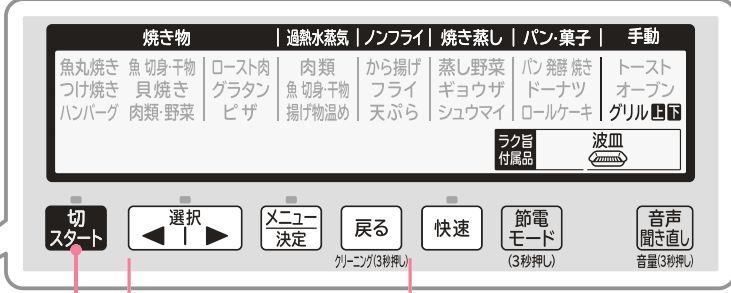 焼き物 過熱水蒸気 ノンフライ 焼き蒸し パン・菓子 手動
魚丸焼き 魚 切身・干物 ロースト肉 肉類 から揚げ 蒸し野菜 パン 発酵 焼き トースト
つけ焼き 貝焼き グラタン 魚 切身・干物 フライ ギョウザ ドーナツ オーブン
ハンバーグ 肉類・野菜 ピザ 揚げ物温め 天ぷら シュウマイ ロールケーキ グリル 上 下
ラク旨 波皿
付属品
切 選択 メニュー 戻る 快速 節電 音声
スタート ◀ | ▶ 決定 モード 聞き直し
クリーニング(3秒押し) (3秒押し) 音量(3秒押し)